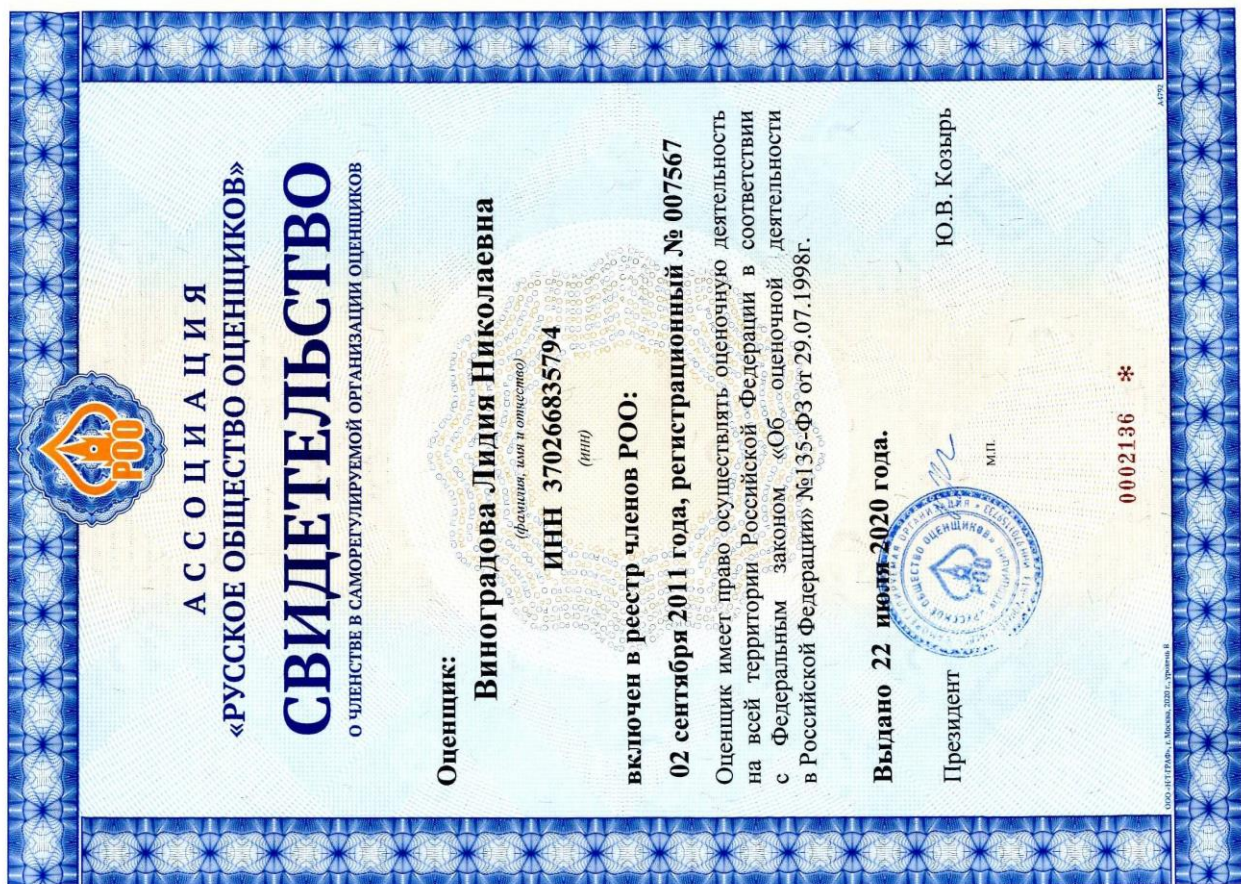 РОО
АССОЦИАЦИЯ
«РУССКОЕ ОБЩЕСТВО ОЦЕНЩИКОВ»
СВИДЕТЕЛЬСТВО
О ЧЛЕНСТВЕ В САМОРЕГУЛИРУЕМОЙ ОРГАНИЗАЦИИ ОЦЕНЩИКОВ
Оценщик:
Виноградова Лидия Николаевна
(фамилия, имя и отчество)
ИНН 370266835794
(инн)
включен в реестр членов РОО:
02 сентября 2011 года, регистрационный № 007567
Оценщик имеет право осуществлять оценочную деятельность
на всей территории Российской Федерации в соответствии
с Федеральным законом «Об оценочной деятельности
в Российской Федерации» №135-ФЗ от 29.07.1998г.
Выдано 22 июля 2020 года.
Президент
Ю.В. Козырь
М.П.
РОО
0002136 *
А4792